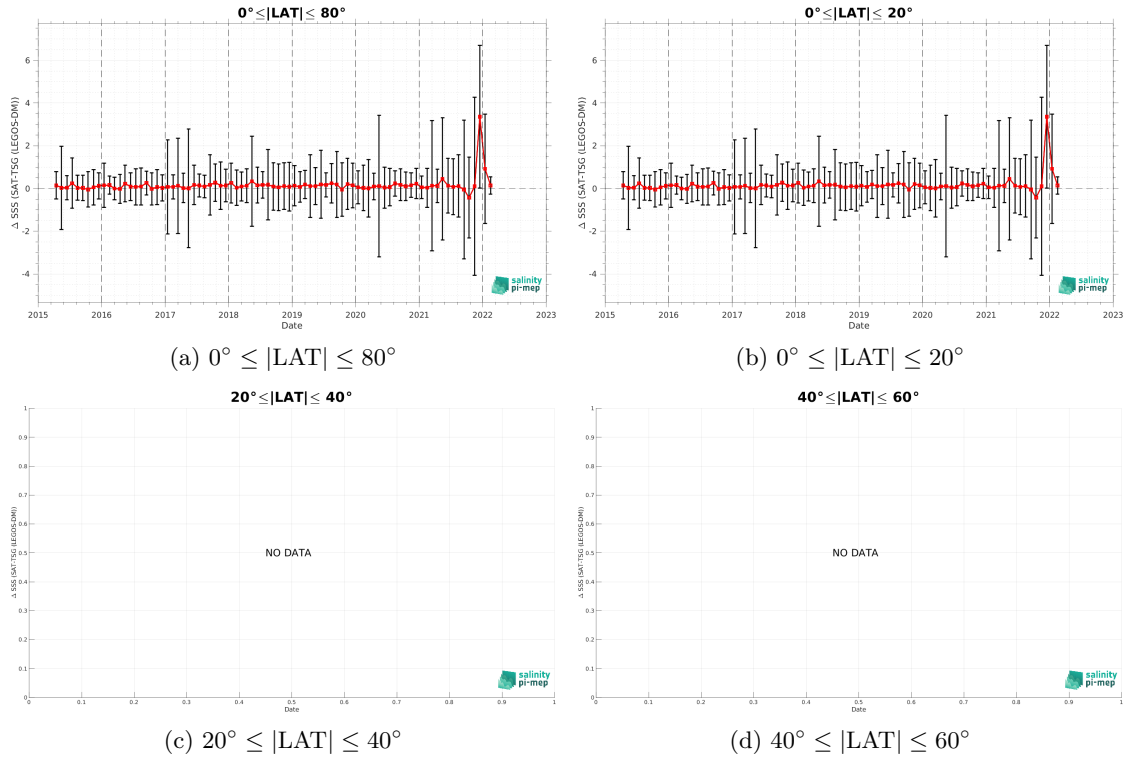 0°≤|LAT|≤ 80°
Δ SSS (SAT-TSG (LEGOS-DM))
6
4
2
0
-2
-4
2015 2016 2017 2018 2019 2020 2021 2022 2023
Date
salinity
pi-mep
(a) 0° ≤ |LAT| ≤ 80°
0°≤|LAT|≤ 20°
Δ SSS (SAT-TSG (LEGOS-DM))
6
4
2
0
-2
-4
2015 2016 2017 2018 2019 2020 2021 2022 2023
Date
salinity
pi-mep
(b) 0° ≤ |LAT| ≤ 20°
20°≤|LAT|≤ 40°
Δ SSS (SAT-TSG (LEGOS-DM))
1
0.9
0.8
0.7
0.6
0.5
0.4
0.3
0.2
0.1
0
NO DATA
0 0.1 0.2 0.3 0.4 0.5 0.6 0.7 0.8 0.9 1
Date
salinity
pi-mep
(c) 20° ≤ |LAT| ≤ 40°
40°≤|LAT|≤ 60°
Δ SSS (SAT-TSG (LEGOS-DM))
1
0.9
0.8
0.7
0.6
0.5
0.4
0.3
0.2
0.1
0
NO DATA
0 0.1 0.2 0.3 0.4 0.5 0.6 0.7 0.8 0.9 1
Date
salinity
pi-mep
(d) 40° ≤ |LAT| ≤ 60°